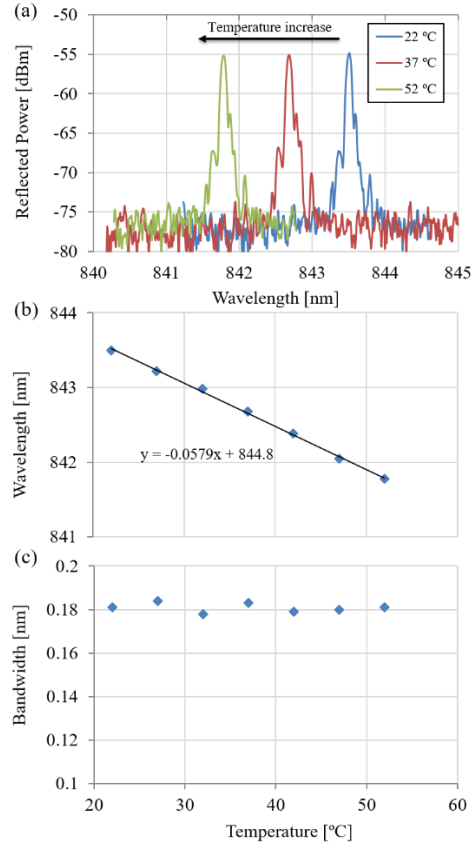 (a)
Temperature increase
22 ºC
37 ºC
52 ºC
Reflected Power [dBm]
-50
-55
-60
-65
-70
-75
-80
840 841 842 843 844 845
Wavelength [nm]
(b)
Wavelength [nm]
844
843
842
841
y = -0.0579x + 844.8
(c)
Bandwidth [nm]
0.2
0.18
0.16
0.14
0.12
0.1
20 30 40 50 60
Temperature [ºC]